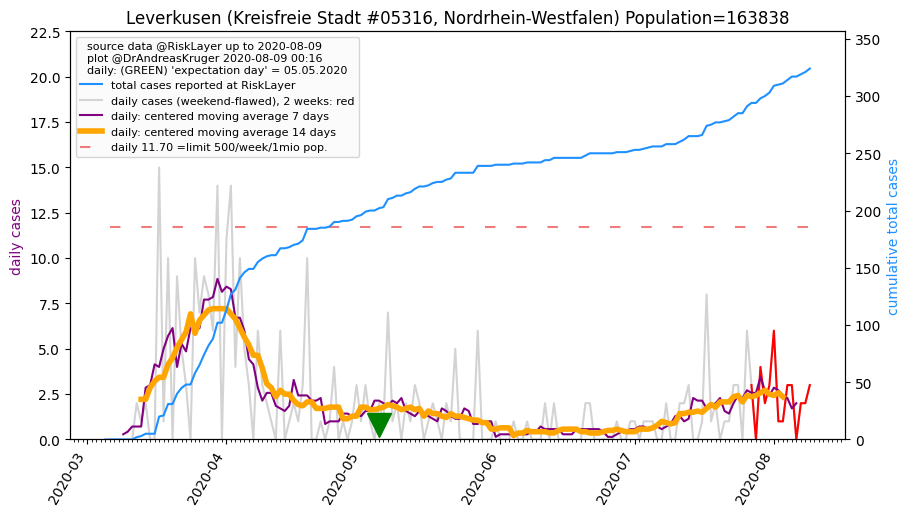 Leverkusen (Kreisfreie Stadt #05316, Nordrhein-Westfalen) Population=163838
source data @RiskLayer up to 2020-08-09
plot @DrAndreasKruger 2020-08-09 00:16
daily: (GREEN) 'expectation day' = 05.05.2020
total cases reported at RiskLayer
daily cases (weekend-flawed), 2 weeks: red
daily: centered moving average 7 days
daily: centered moving average 14 days
daily 11.70 =limit 500/week/1mio pop.
daily cases
22.5
20.0
17.5
15.0
12.5
10.0
7.5
5.0
2.5
0.0
cumulative total cases
350
300
250
200
150
100
50
0
2020-03
2020-04
2020-05
2020-06
2020-07
2020-08